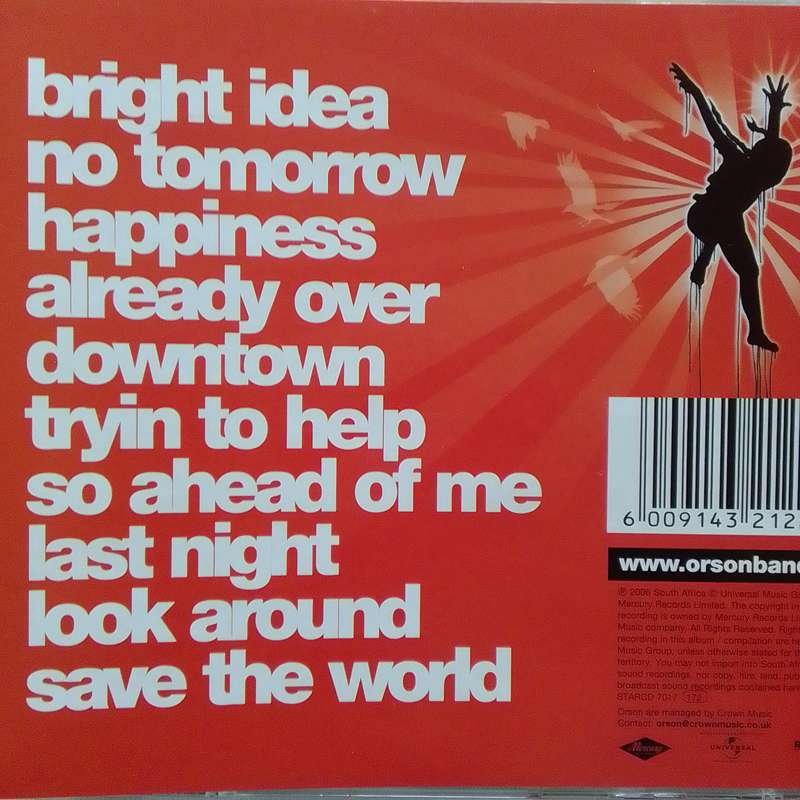 bright idea
no tomorrow
happiness
already over
downtown
tryin to help
so ahead of me
last night
look around
save the world
6 009143 212
www.orsonband
℗ 2006 South Africa © Universal Music
Mercury Records Limited. The copyright in
recording is owned by Mercury Records
Music company. All Rights Reserved.
recording in this album / compilation are
Music Group, unless otherwise stated for
territory. You may not import into South
sound recordings, nor copy, hire, lend,
broadcast sound recordings contained
STARCD 7017
Orson are managed by Crown Music
Contact: orson@crownmusic.co.uk
Mercury
UNIVERSAL